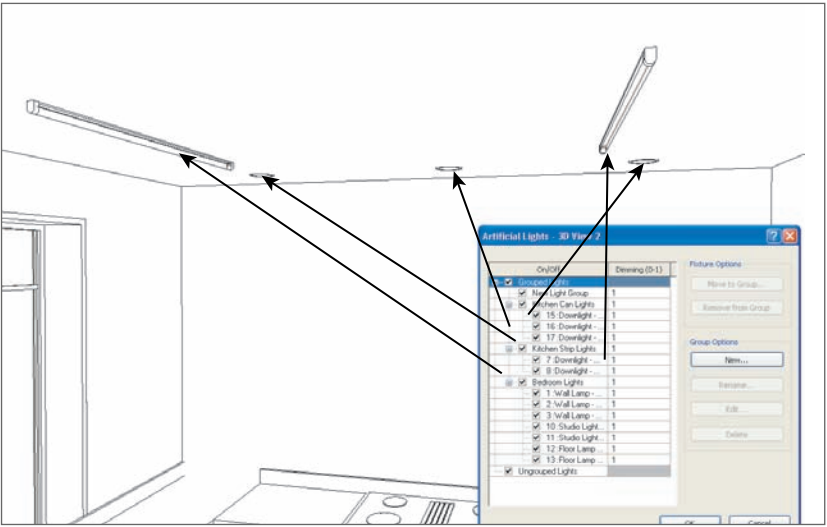 Artificial Lights - 3D View 2
On/Off Dimming (0-1)
Grouped Lights
New Light Group 1
Kitchen Can Lights 1
15 : Downlight - ... 1
16 : Downlight - ... 1
17 : Downlight - ... 1
Kitchen Strip Lights 1
7 : Downlight - ... 1
8 : Downlight - ... 1
Bedroom Lights 1
1 : Wall Lamp - ... 1
2 : Wall Lamp - ... 1
3 : Wall Lamp - ... 1
10 : Studio Light... 1
11 : Studio Light... 1
12 : Floor Lamp ... 1
13 : Floor Lamp ... 1
Ungrouped Lights
Fixture Options
Move to Group...
Remove from Group
Group Options
New...
Rename...
Edit...
Delete
OK Cancel